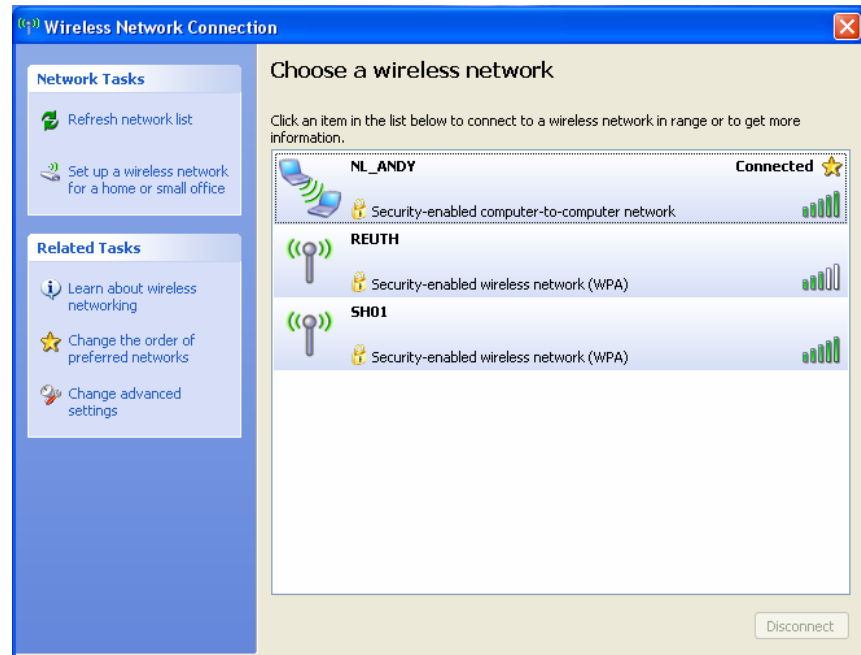 Wireless Network Connection
Network Tasks
Refresh network list
Set up a wireless network
for a home or small office
Related Tasks
Learn about wireless
networking
Change the order of
preferred networks
Change advanced
settings
Choose a wireless network
Click an item in the list below to connect to a wireless network in range or to get more
information.
NL_ANDY Connected
Security-enabled computer-to-computer network
REUTH
Security-enabled wireless network (WPA)
SH01
Security-enabled wireless network (WPA)
Disconnect